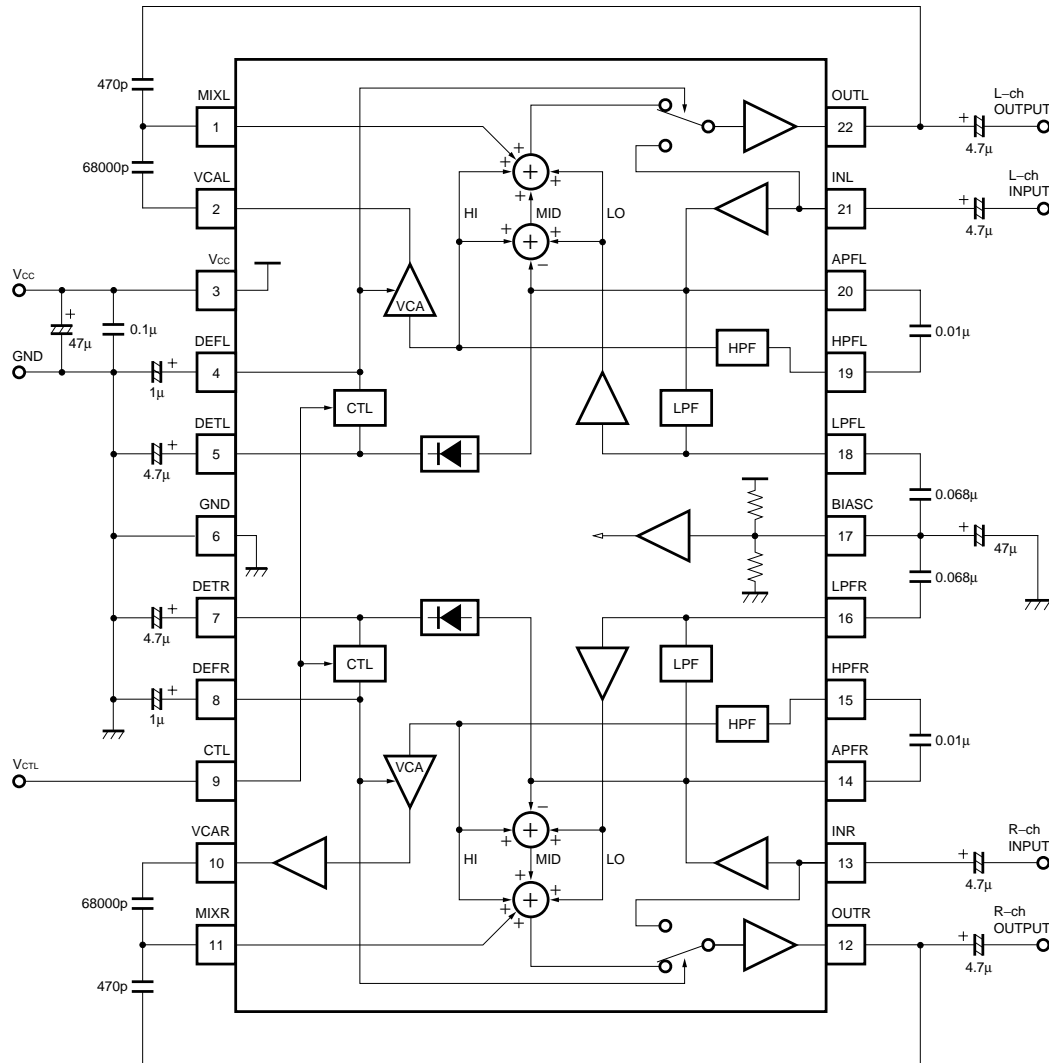 470p
MIXL
1
68000p
VCAL
2
VCC
VCC
3
+
47μ
0.1μ
GND
DEFL
+
4
1μ
DETL
+
5
4.7μ
GND
6
DETR
+
7
4.7μ
DEFR
+
8
1μ
CTL
VCTL
9
VCAR
10
68000p
MIXR
11
470p
+
+
+
+
+
HI
MID
LO
+
+
+
−
VCA
HPF
CTL
LPF
CTL
LPF
HPF
VCA
−
+
+
+
HI
MID
LO
+
+
+
+
+
OUTL
22
L–ch
OUTPUT
+
4.7μ
INL
21
L–ch
INPUT
+
4.7μ
APFL
20
0.01μ
HPFL
19
LPFL
18
0.068μ
BIASC
17
+
47μ
0.068μ
LPFR
16
HPFR
15
0.01μ
APFR
14
INR
13
R–ch
INPUT
+
4.7μ
OUTR
12
R–ch
OUTPUT
+
4.7μ